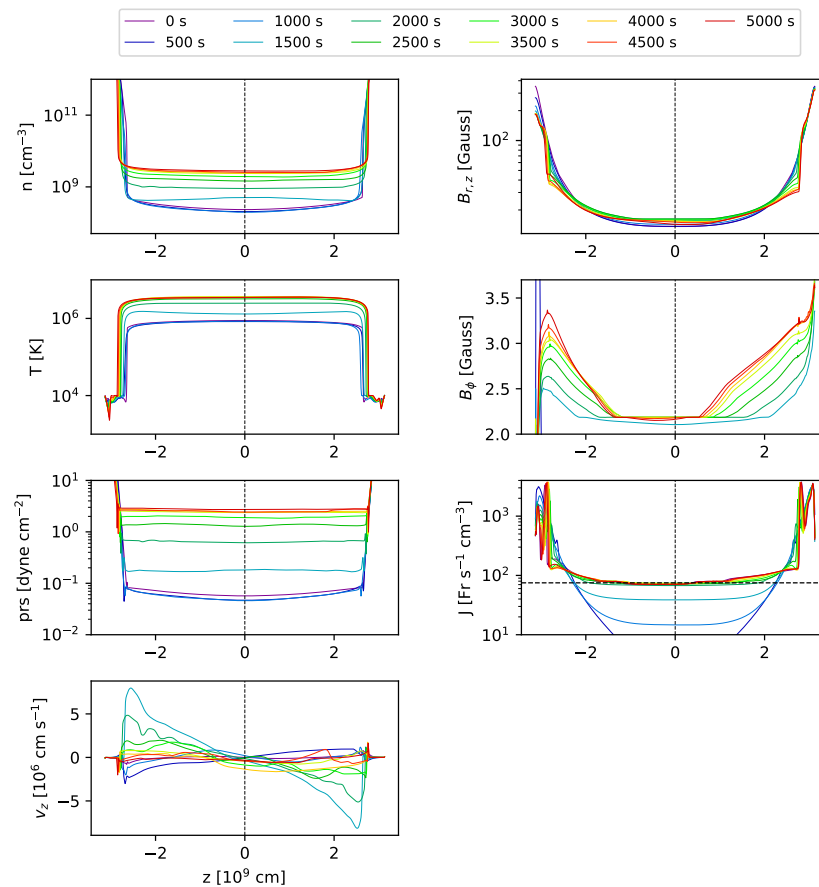 0 s 1000 s 2000 s 3000 s 4000 s 5000 s
500 s 1500 s 2500 s 3500 s 4500 s
n [cm⁻³]
10¹¹
10⁹
−2 0 2
B_{r,z} [Gauss]
10²
−2 0 2
T [K]
10⁶
10⁴
−2 0 2
B_ϕ [Gauss]
3.5
3.0
2.5
2.0
−2 0 2
prs [dyne cm⁻²]
10¹
10⁰
10⁻¹
10⁻²
−2 0 2
J [Fr s⁻¹ cm⁻³]
10³
10²
10¹
−2 0 2
v_z [10⁶ cm s⁻¹]
5
0
−5
−2 0 2
z [10⁹ cm]